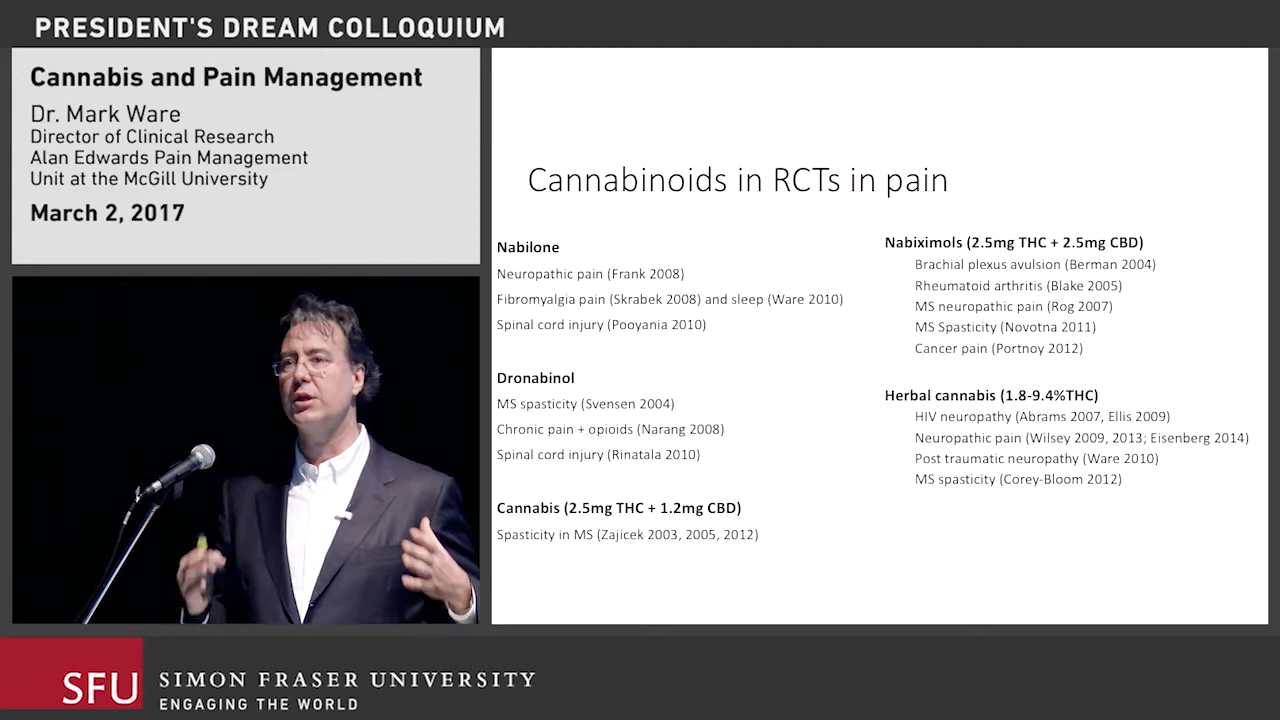 PRESIDENT'S DREAM COLLOQUIUM
Cannabis and Pain Management
Dr. Mark Ware
Director of Clinical Research
Alan Edwards Pain Management
Unit at the McGill University
March 2, 2017
Cannabinoids in RCTs in pain
Nabilone
Neuropathic pain (Frank 2008)
Fibromyalgia pain (Skrabek 2008) and sleep (Ware 2010)
Spinal cord injury (Pooyania 2010)
Dronabinol
MS spasticity (Svensen 2004)
Chronic pain + opioids (Narang 2008)
Spinal cord injury (Rinatala 2010)
Cannabis (2.5mg THC + 1.2mg CBD)
Spasticity in MS (Zajicek 2003, 2005, 2012)
Nabiximols (2.5mg THC + 2.5mg CBD)
Brachial plexus avulsion (Berman 2004)
Rheumatoid arthritis (Blake 2005)
MS neuropathic pain (Rog 2007)
MS Spasticity (Novotna 2011)
Cancer pain (Portnoy 2012)
Herbal cannabis (1.8-9.4%THC)
HIV neuropathy (Abrams 2007, Ellis 2009)
Neuropathic pain (Wilsey 2009, 2013; Eisenberg 2014)
Post traumatic neuropathy (Ware 2010)
MS spasticity (Corey-Bloom 2012)
SFU
SIMON FRASER UNIVERSITY
ENGAGING THE WORLD